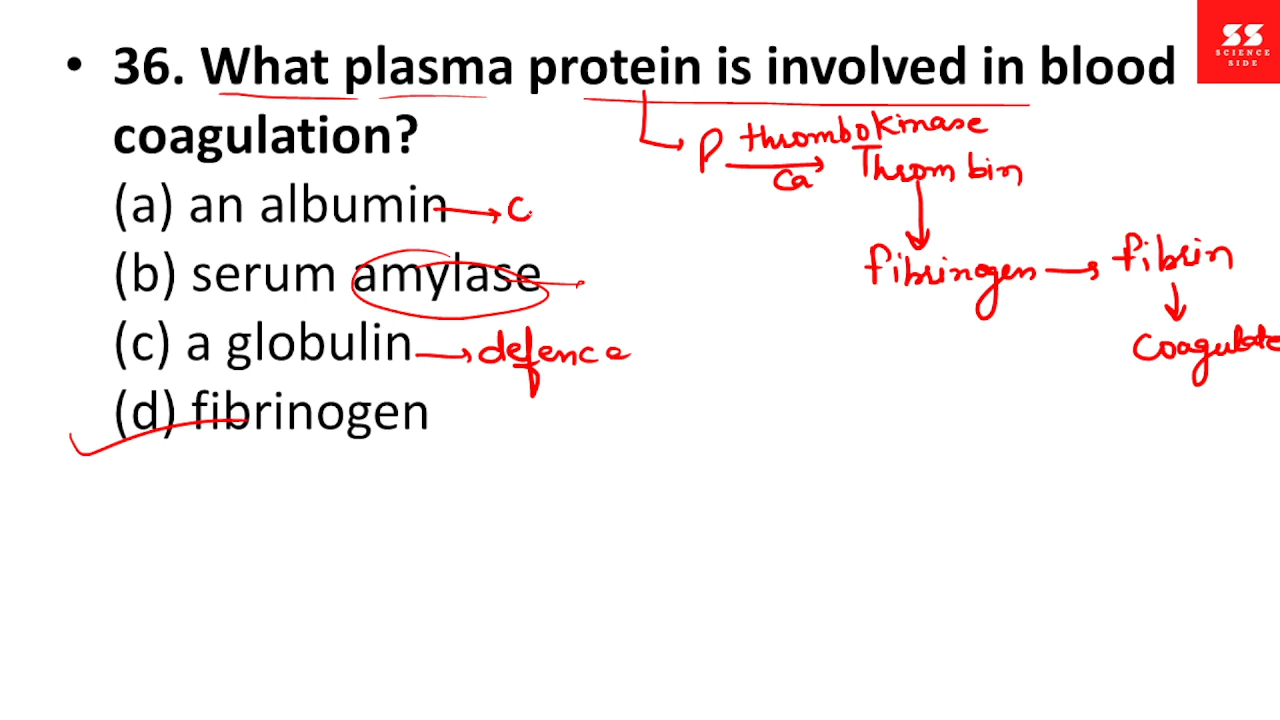 SS
SCIENCE
SIDE
• 36. What plasma protein is involved in blood
coagulation?
P thrombokinase
Ca
Thrombin
(a) an albumin → C
(b) serum amylase
fibrinogen → fibrin
(c) a globulin → defence
(d) fibrinogen